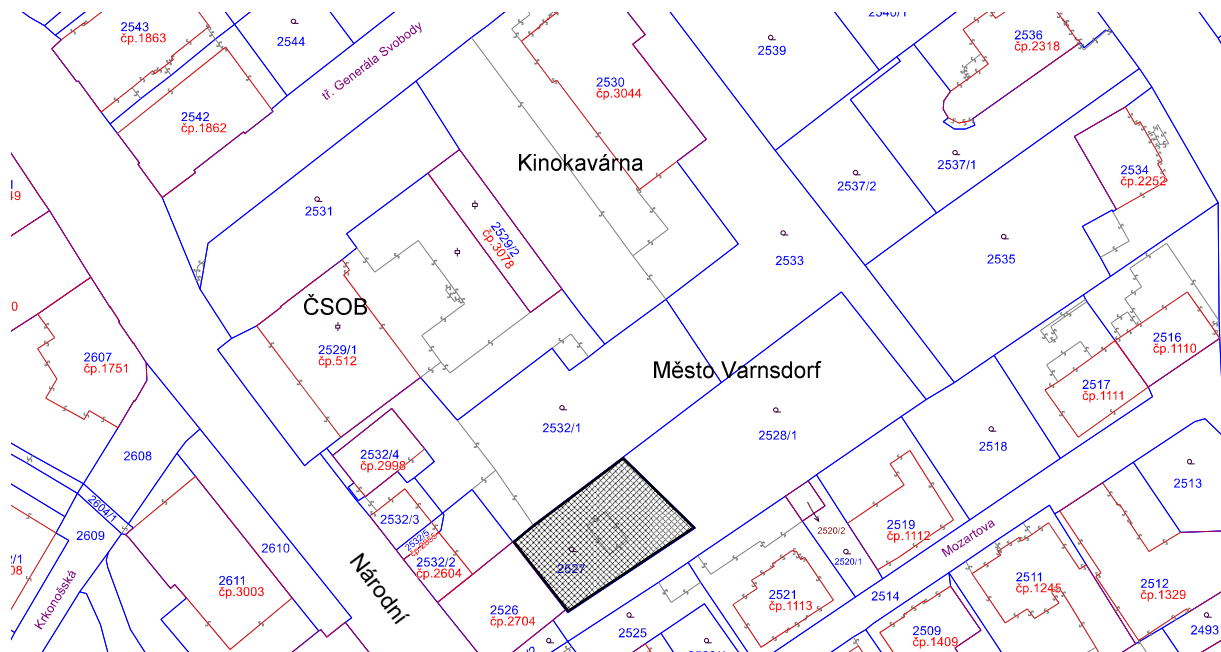 2543
čp.1863
2544
tř. Generála Svobody
2542
čp.1862
2530
čp.3044
2539
2540/1
2536
čp.2318
Kinokavárna
2537/1
2537/2
2534
čp.2252
2531
2529/2
čp.3078
2533
2535
ČSOB
2529/1
čp.512
2607
čp.1751
Město Varnsdorf
2516
čp.1110
2517
čp.1111
2532/1
2528/1
2518
2608
2532/4
čp.2998
2513
2604/1
2609
2532/3
2532/5
2519
čp.1112
2520/2
2520/1
Mozartova
2610
2532/2
čp.2604
2527
Krkonošská
2611
čp.3003
Národní
2526
čp.2704
2521
čp.1113
2514
2511
čp.1245
2512
čp.1329
2525
2509
čp.1409
2493